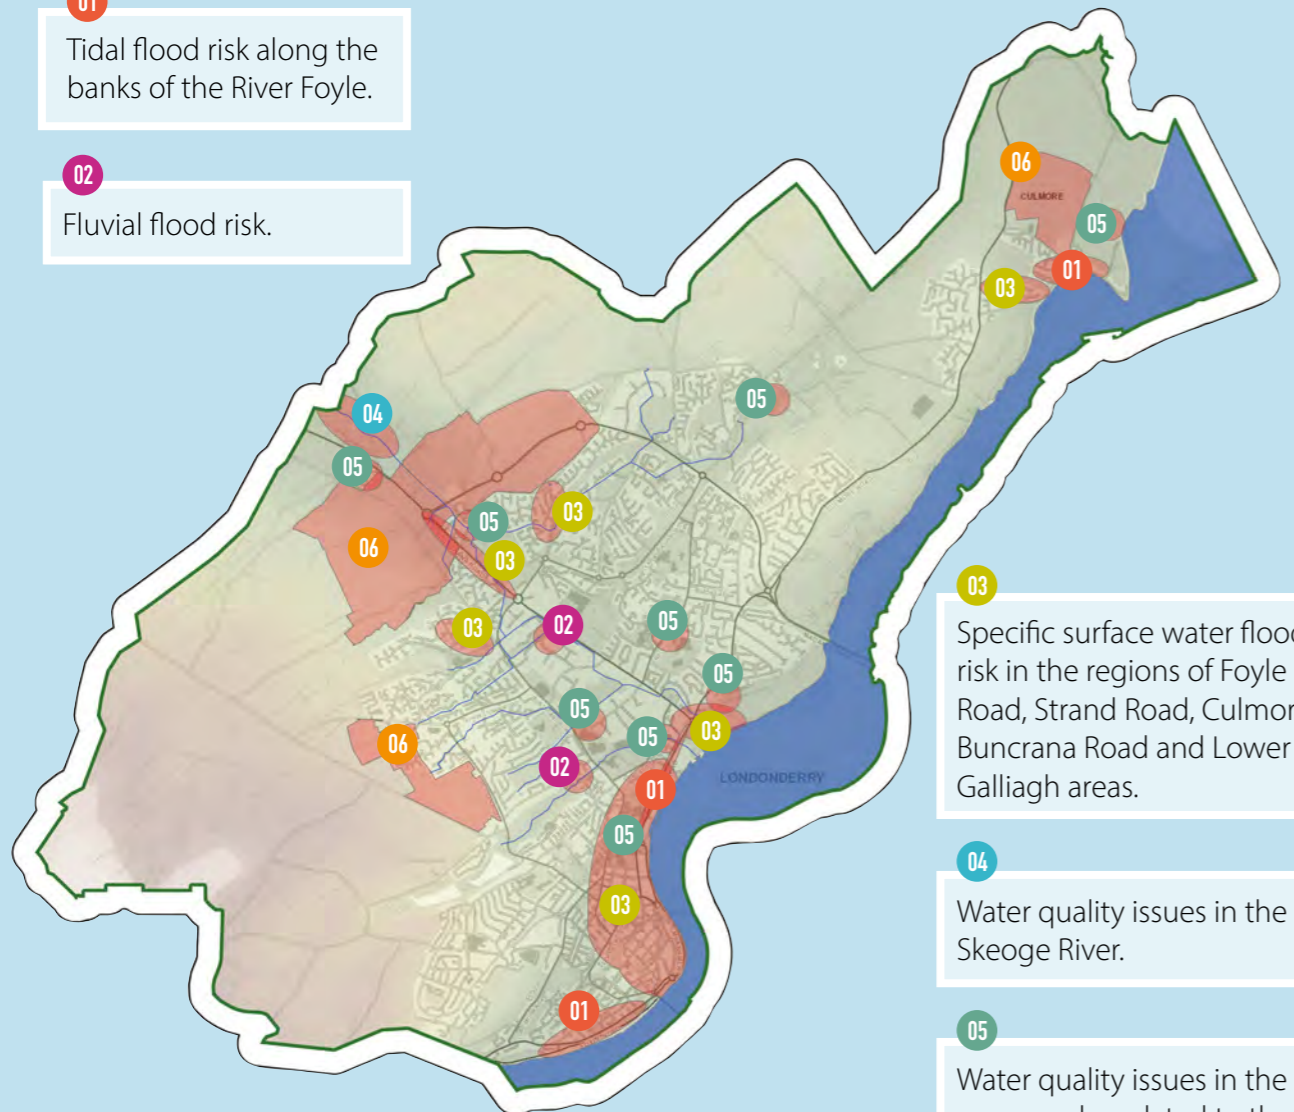 01
Tidal flood risk along the
banks of the River Foyle.
02
Fluvial flood risk.
06
CULMORE
05
01
03
05
04
05
03
05
06
03
03
02
05
05
05
03
05
06
02
01
LONDONDERRY
05
03
01
03
Specific surface water
risk in the regions of Foyle
Road, Strand Road,
Buncrana Road and Lower
Galliagh areas.
04
Water quality issues in the
Skeoge River.
05
Water quality issues in the